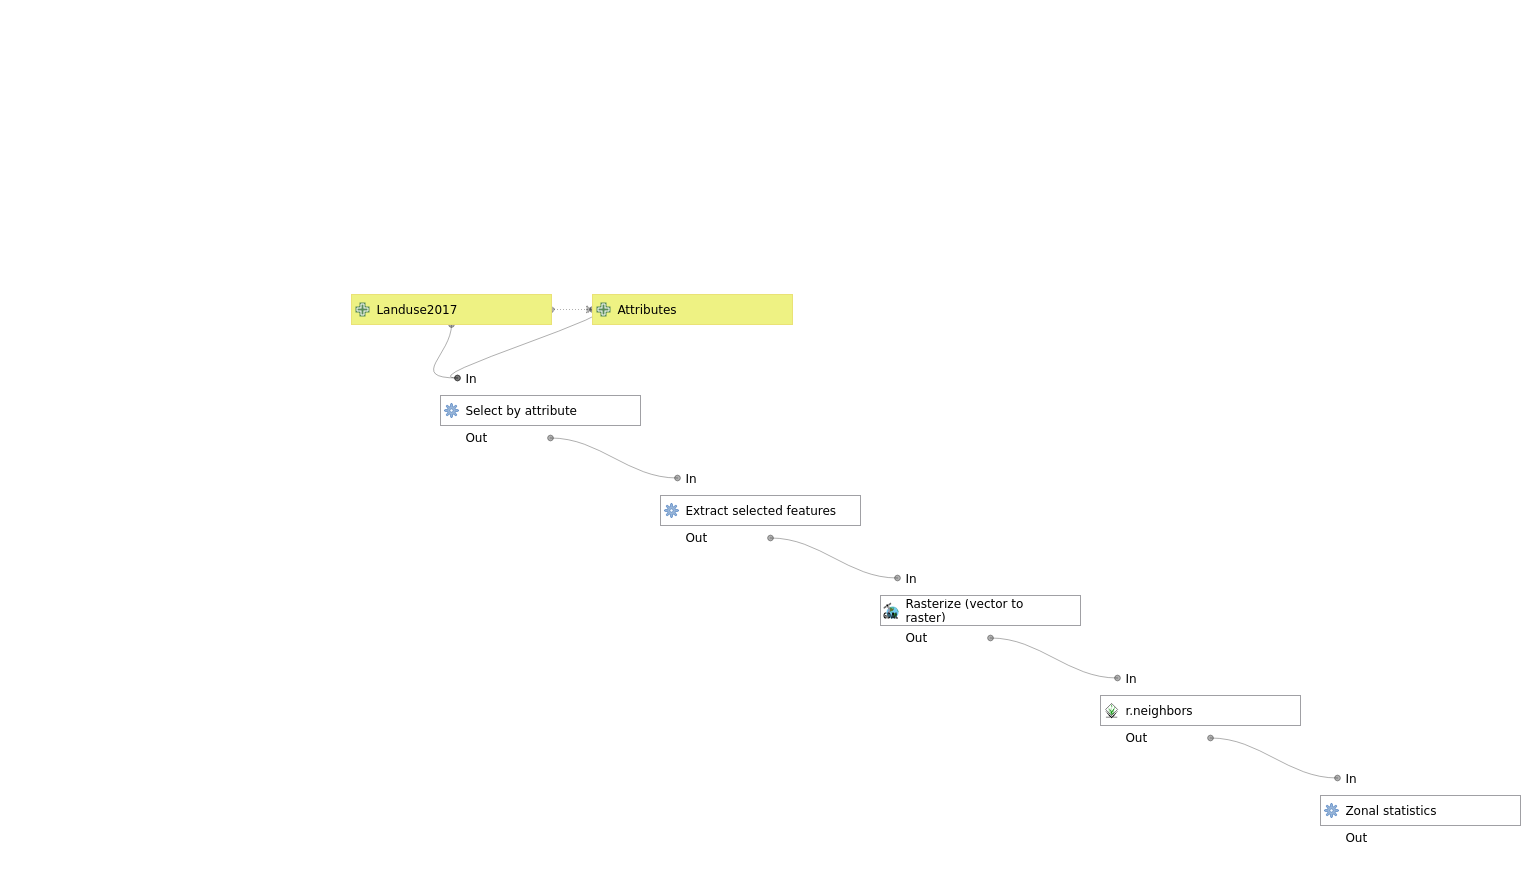 Landuse2017
Attributes
In
Select by attribute
Out
In
Extract selected features
Out
In
Rasterize (vector to
raster)
Out
In
r.neighbors
Out
In
Zonal statistics
Out